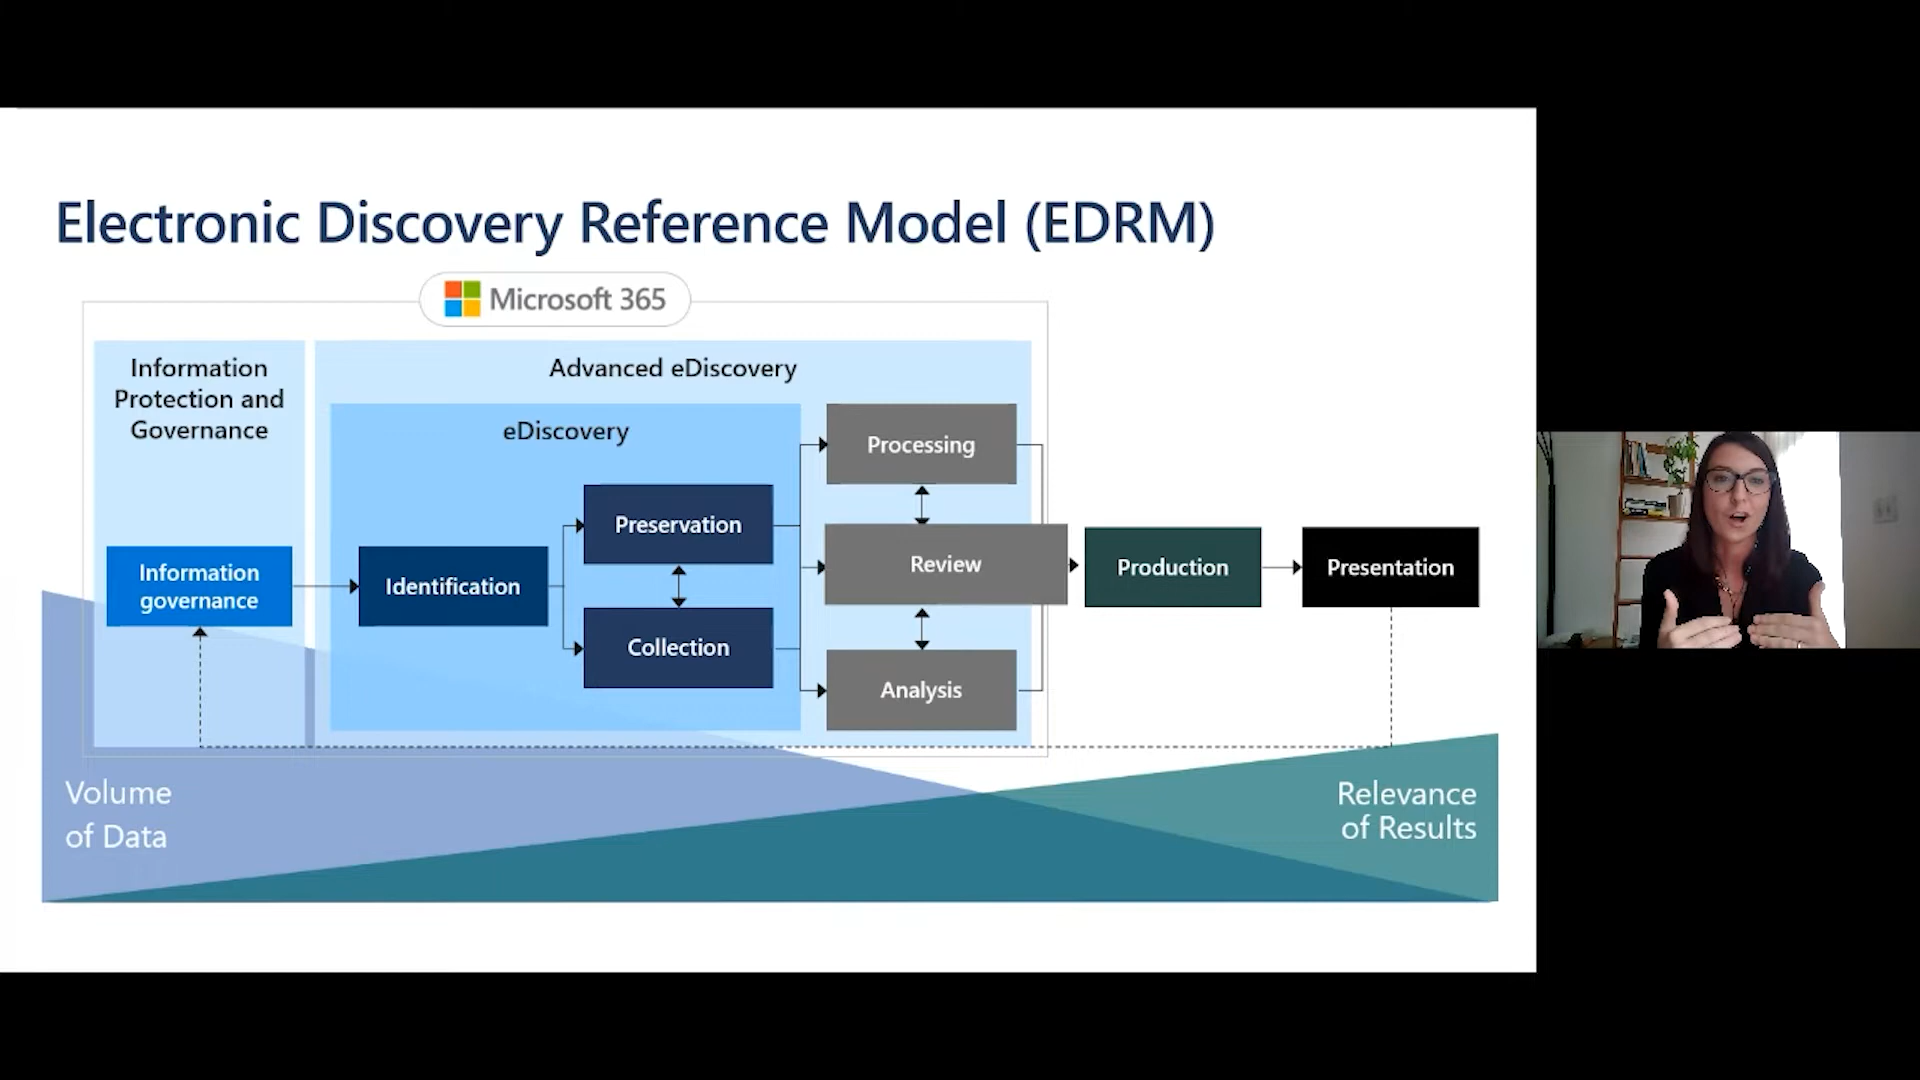 Electronic Discovery Reference Model (EDRM)
Microsoft 365
Information
Protection and
Governance
Advanced eDiscovery
eDiscovery
Information
governance
Identification
Preservation
Collection
Processing
Review
Analysis
Production
Presentation
Volume
of Data
Relevance
of Results